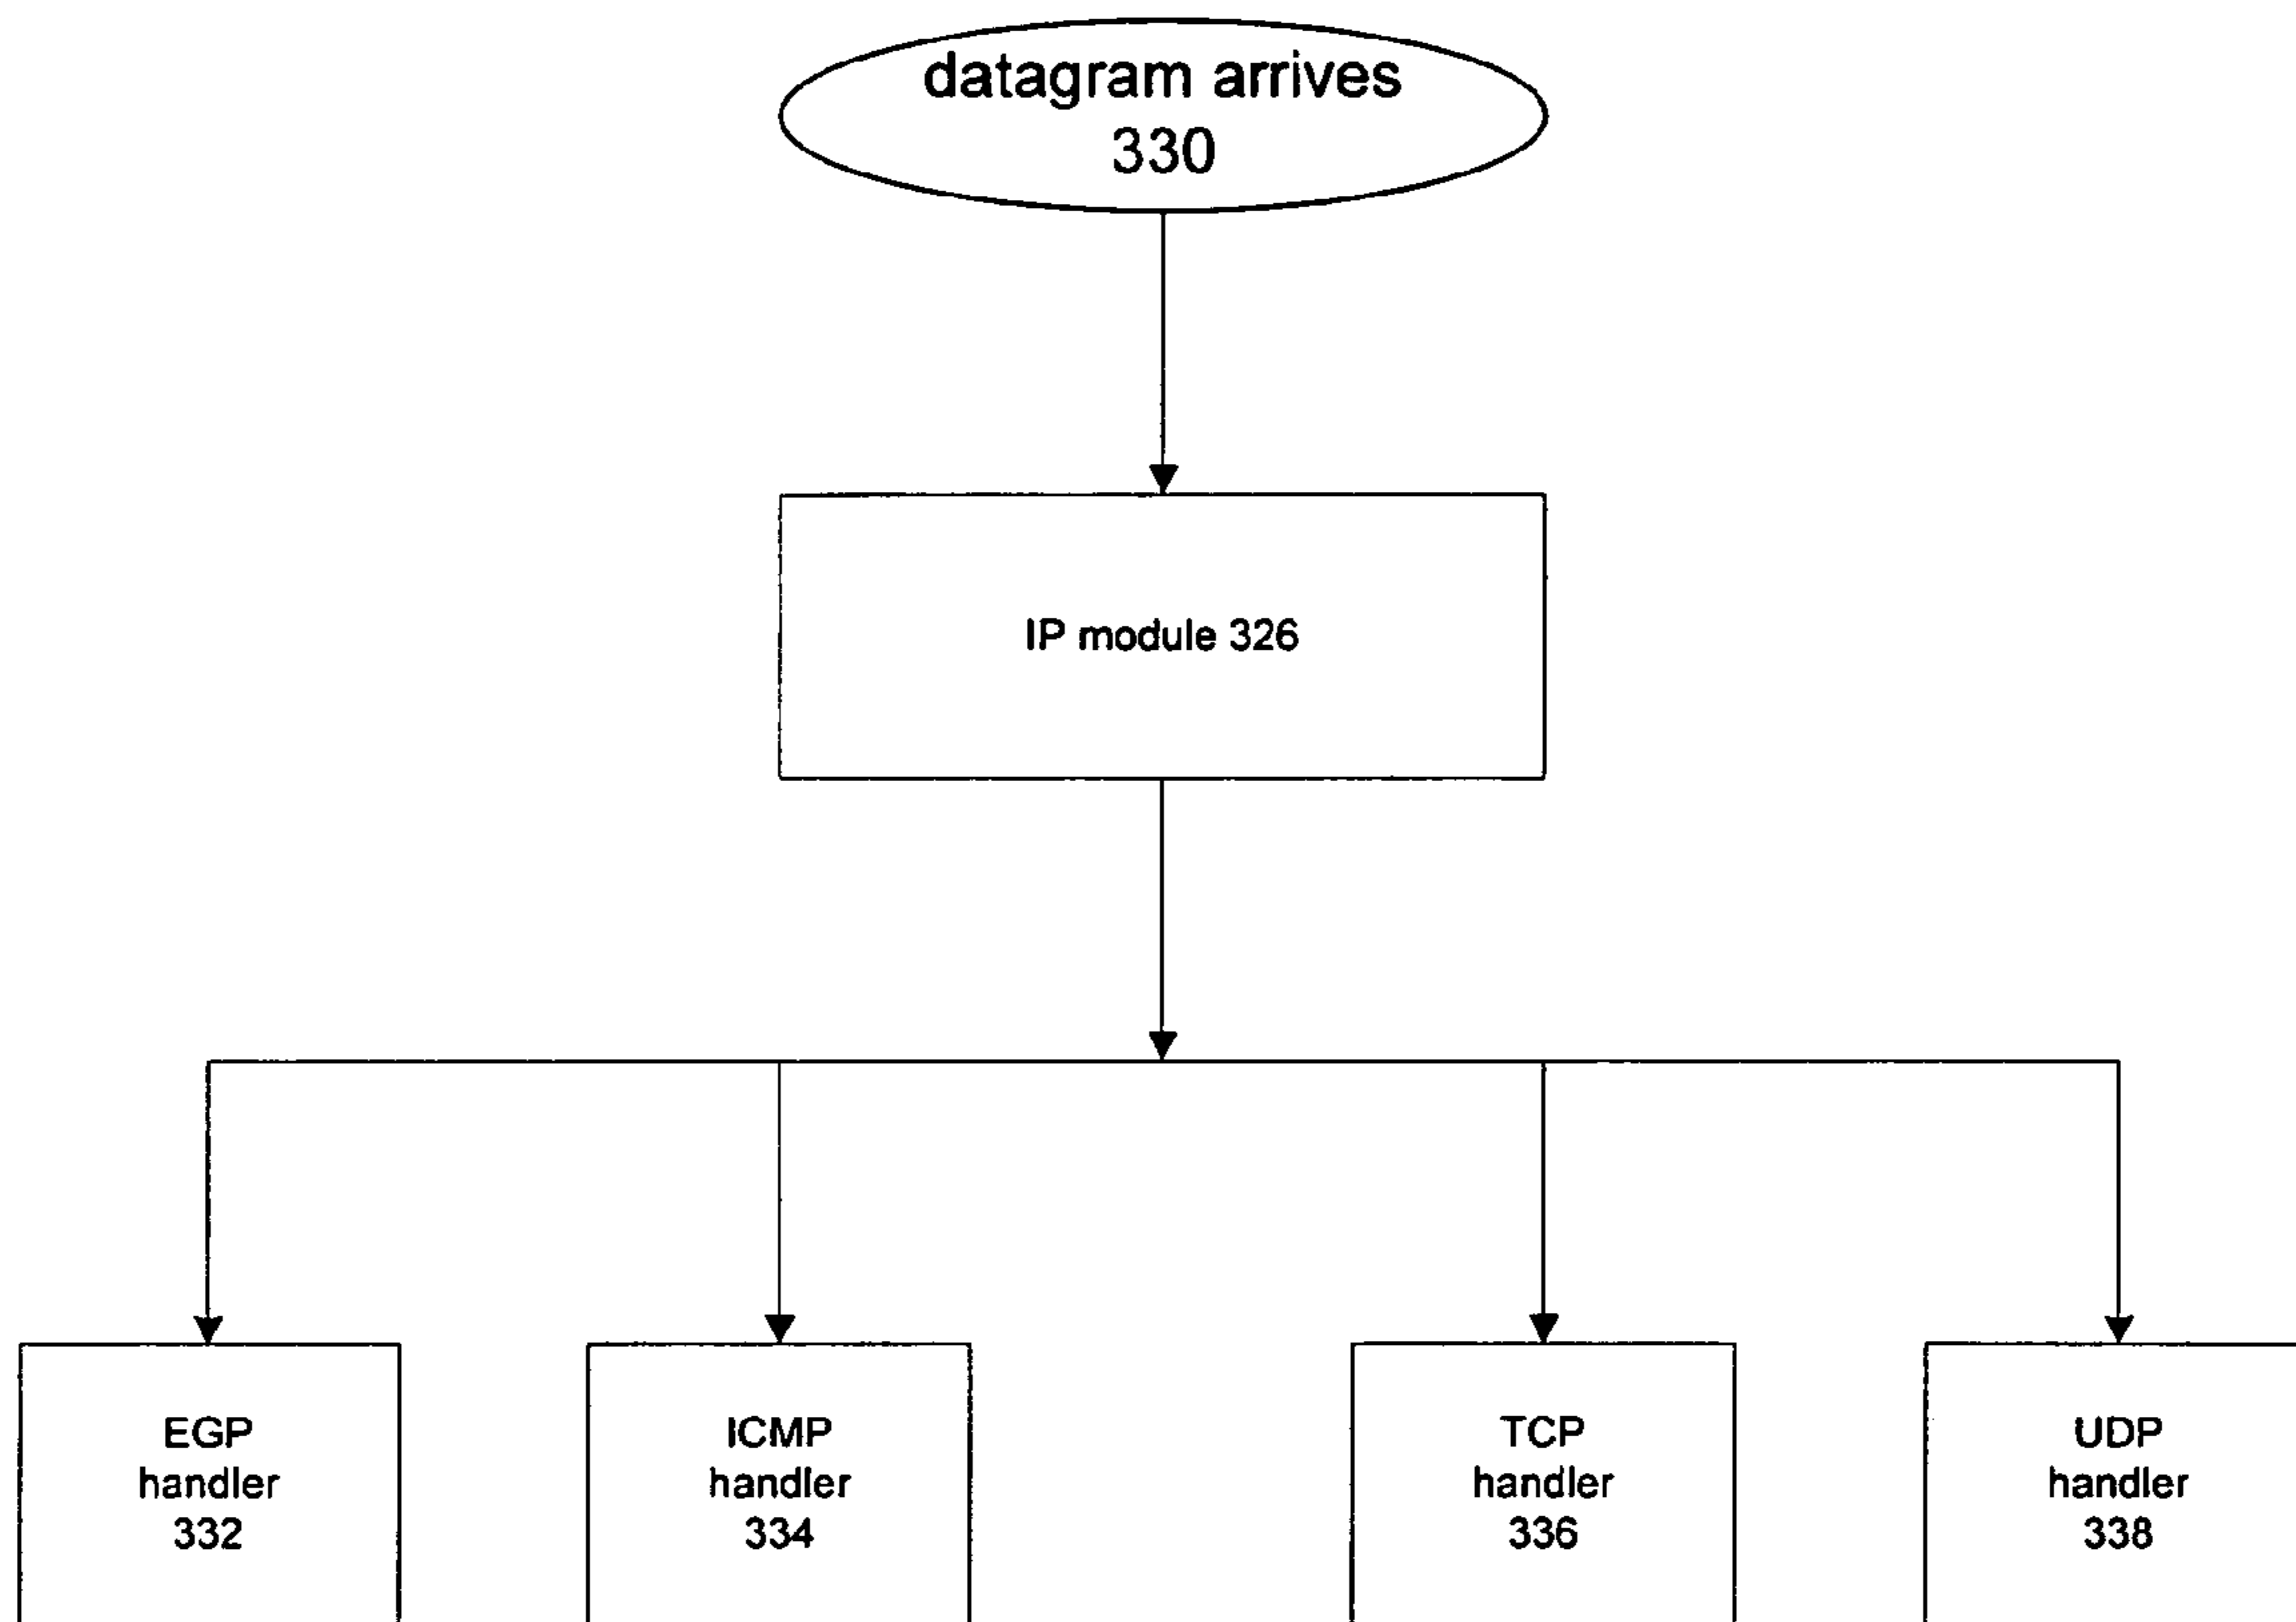 datagram arrives
330
IP module 326
EGP
handler
332
ICMP
handler
334
TCP
handler
336
UDP
handler
338